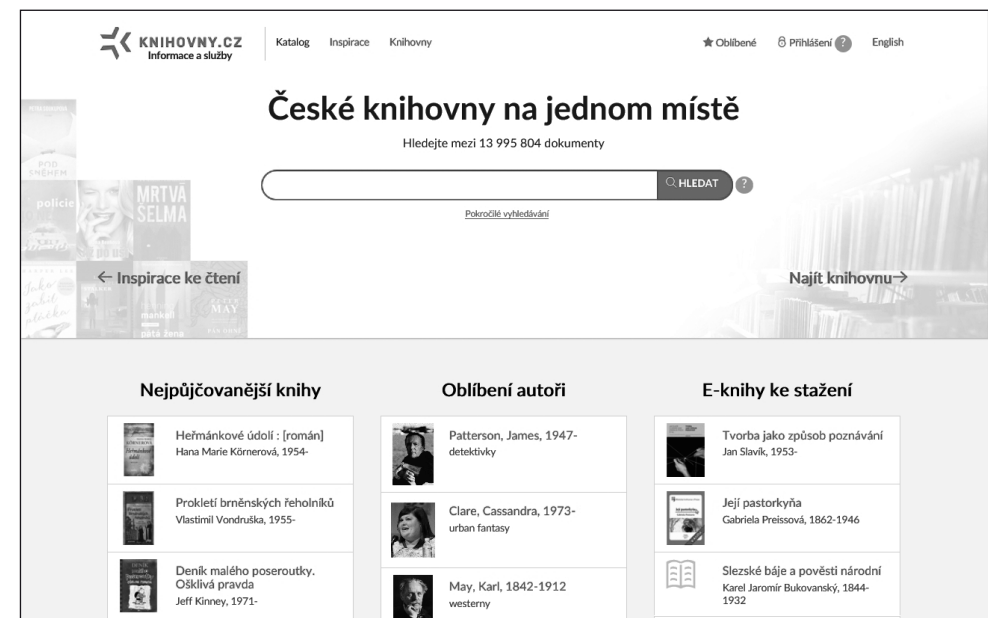 KNIHOVNY.CZ
Informace a služby
Katalog Inspirace Knihovny
Oblíbené Přihlášení ? English
České knihovny na jednom místě
Hledejte mezi 13 995 804 dokumenty
HLEDAT ?
Pokročilé vyhledávání
POD
SNĚHEM
policie
MRTVÁ
SELMA
← Inspirace ke čtení
Najít knihovnu→
Jako
zabít
ptáčka
mankell
pátá žena
PETER
MAY
Nejpůjčovanější knihy
Heřmánkové údolí : [román]
Hana Marie Körnerová, 1954-
Prokletí brněnských řeholníků
Vlastimil Vondruška, 1955-
Deník malého poseroutky.
Ošklivá pravda
Jeff Kinney, 1971-
Oblíbení autoři
Patterson, James, 1947-
detektivky
Clare, Cassandra, 1973-
urban fantasy
May, Karl, 1842-1912
westerny
E-knihy ke stažení
Tvorba jako způsob poznávání
Jan Slavík, 1953-
Její pastorkyňa
Gabriela Preissová, 1862-1946
Slezské báje a pověsti národní
Karel Jaromír Bukovanský, 1844-
1932